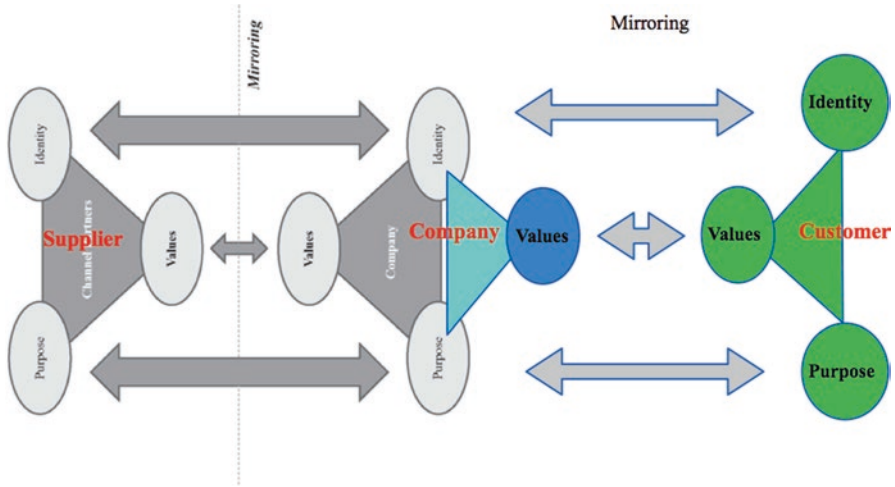 Mirroring
Mirroring
Identity
Identity
Identity
Channel Partners
Supplier
Values
Values
Company
Company
Values
Values
Customer
Purpose
Purpose
Purpose